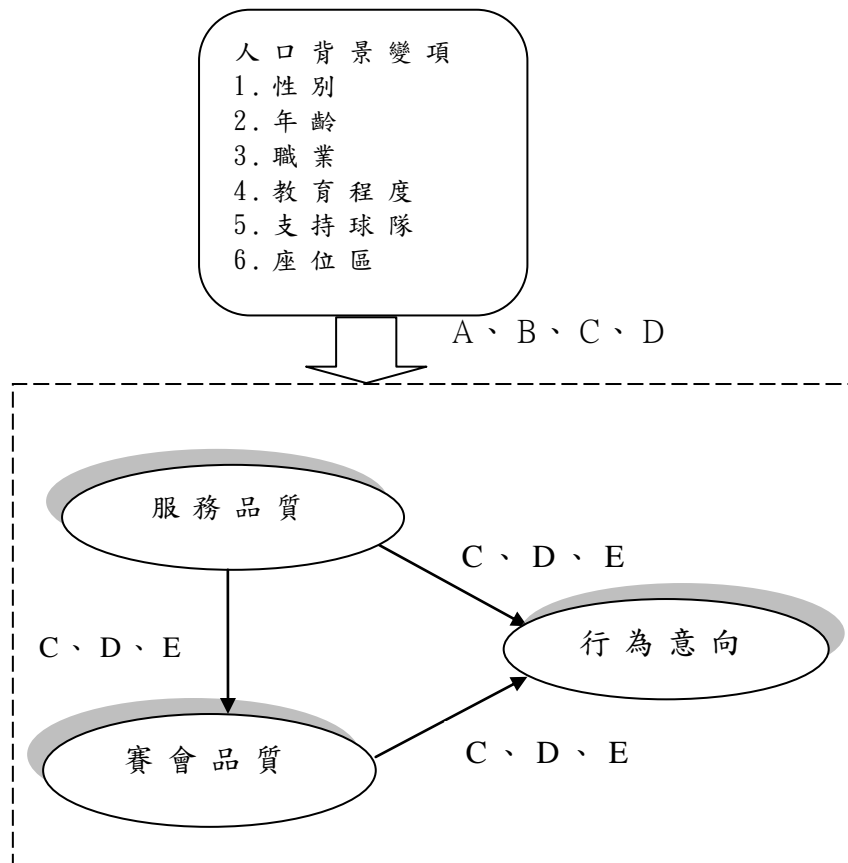 人口背景變項
1.性別
2.年齡
3.職業
4.教育程度
5.支持球隊
6.座位區
A、B、C、D
服務品質
C、D、E
行為意向
C、D、E
賽會品質
C、D、E